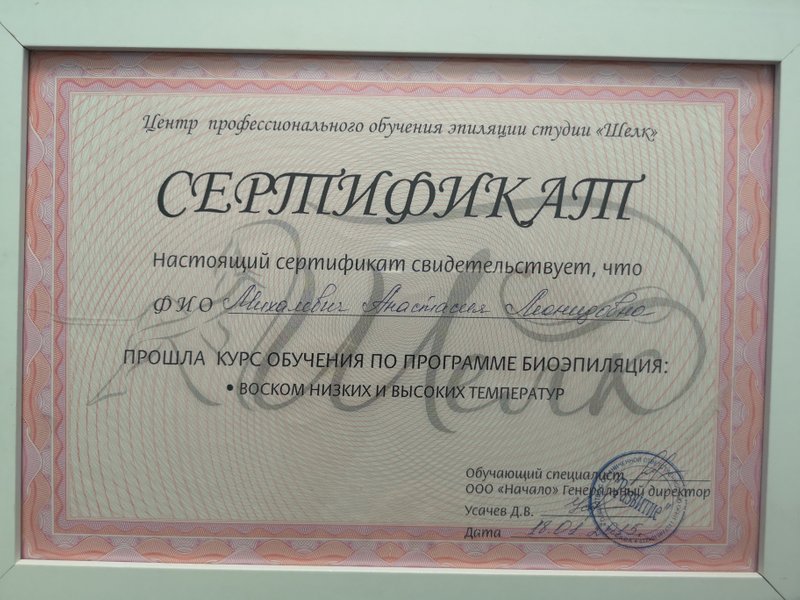 Центр профессионального обучения эпиляции студии «Шелк»
СЕРТИФИКАТ
Настоящий сертификат свидетельствует, что
ФИО Михалевич Анастасия Леонидовна
ПРОШЛА КУРС ОБУЧЕНИЯ ПО ПРОГРАММЕ БИОЭПИЛЯЦИЯ:
• ВОСКОМ НИЗКИХ И ВЫСОКИХ ТЕМПЕРАТУР
Шелк
Обучающий специалист
ООО «Начало» Генеральный директор
Усачев Д.В.
Дата